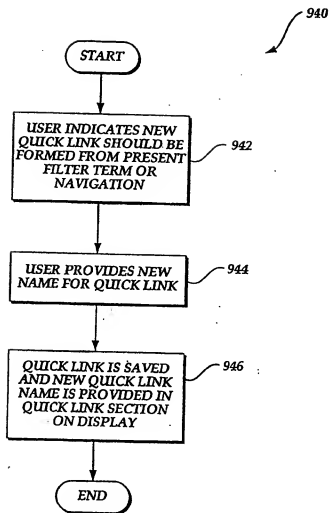 940
START
USER INDICATES NEW
QUICK LINK SHOULD BE
FORMED FROM PRESENT
FILTER TERM OR
NAVIGATION
942
USER PROVIDES NEW
NAME FOR QUICK LINK
944
QUICK LINK IS SAVED
AND NEW QUICK LINK
NAME IS PROVIDED IN
QUICK LINK SECTION
ON DISPLAY
946
END